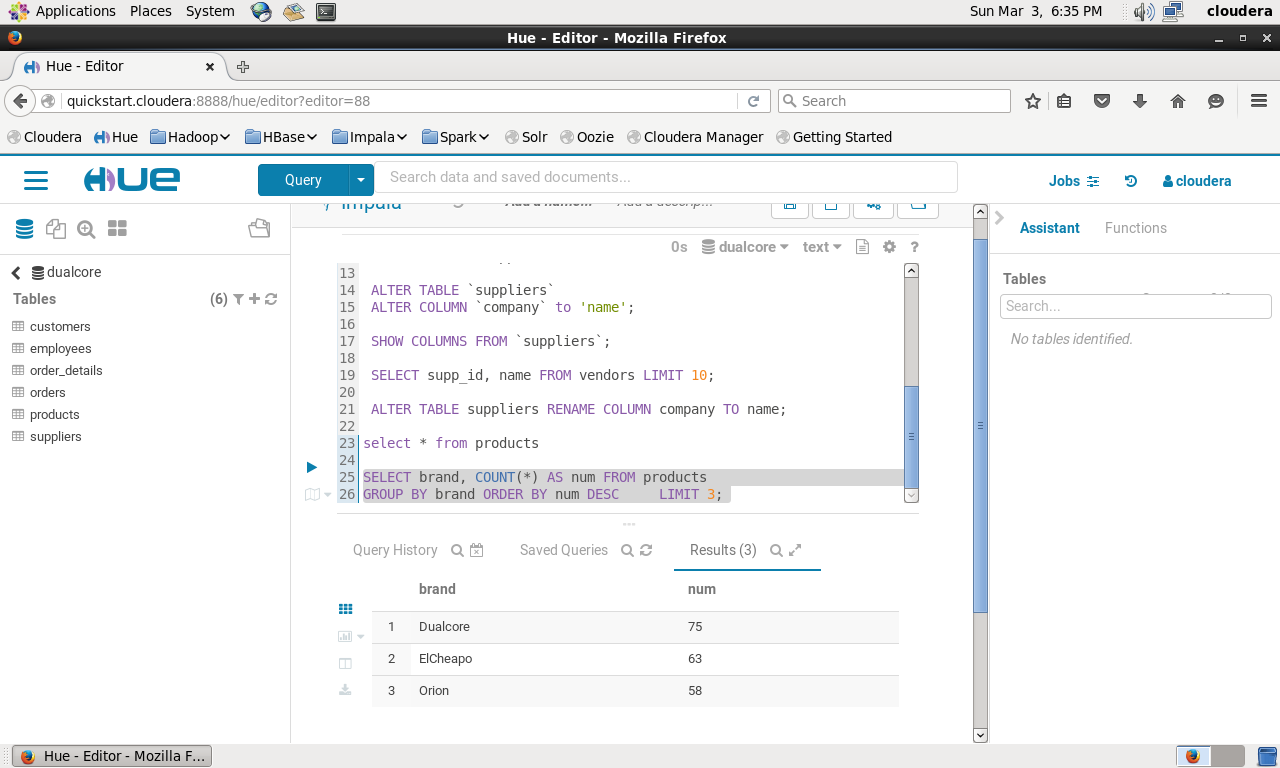 Applications Places System Sun Mar 3, 6:35 PM cloudera
Hue - Editor - Mozilla Firefox
Hue - Editor
quickstart.cloudera:8888/hue/editor?editor=88 Search
Cloudera Hue Hadoop HBase Impala Spark Solr Oozie Cloudera Manager Getting Started
HUE Query Search data and saved documents... Jobs cloudera
Impala Add a name... Add a descrip...
Assistant Functions
0s dualcore text ?
dualcore
Tables (6)
customers
employees
order_details
orders
products
suppliers
13
14 ALTER TABLE `suppliers`
15 ALTER COLUMN `company` to 'name';
16
17 SHOW COLUMNS FROM `suppliers`;
18
19 SELECT supp_id, name FROM vendors LIMIT 10;
20
21 ALTER TABLE suppliers RENAME COLUMN company TO name;
22
23 select * from products
24
25 SELECT brand, COUNT(*) AS num FROM products
26 GROUP BY brand ORDER BY num DESC     LIMIT 3;
Query History Saved Queries Results (3)
brand num
1 Dualcore 75
2 ElCheapo 63
3 Orion 58
Tables
Search...
No tables identified.
Hue - Editor - Mozilla F...